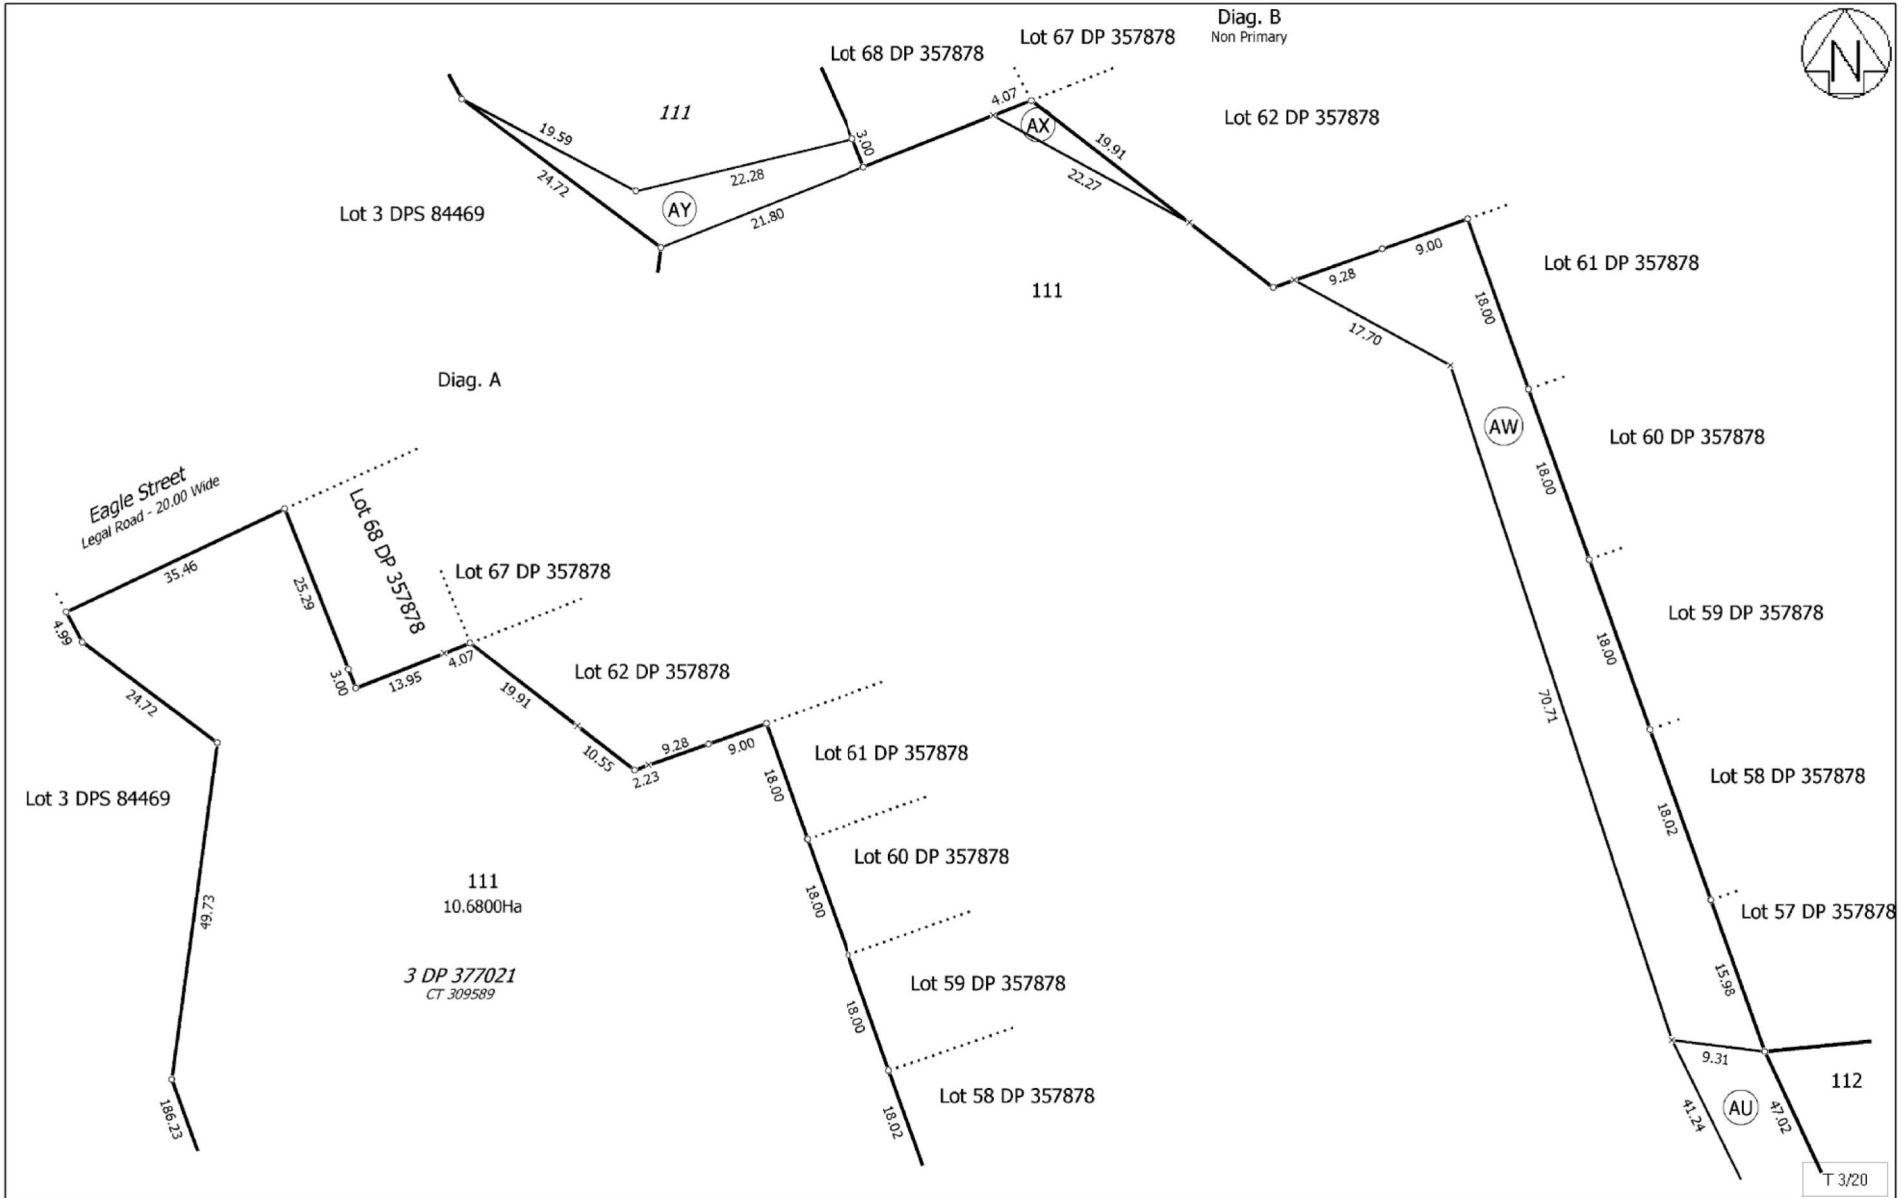 Diag. B
Non Primary
N
Lot 68 DP 357878
Lot 67 DP 357878
Lot 62 DP 357878
111
4.07
AX
19.91
22.27
19.59
3.00
24.72
22.28
AY
21.80
Lot 3 DPS 84469
111
9.28
9.00
17.70
18.00
Lot 61 DP 357878
AW
Lot 60 DP 357878
18.00
Lot 59 DP 357878
18.00
70.71
Lot 58 DP 357878
18.02
Lot 57 DP 357878
15.98
9.31
112
AU
41.24
47.02
Diag. A
Eagle Street
Legal Road - 20.00 Wide
35.46
4.99
25.29
Lot 68 DP 357878
Lot 67 DP 357878
3.00
13.95
4.07
24.72
19.91
Lot 62 DP 357878
10.55
2.23
9.28
9.00
18.00
Lot 61 DP 357878
Lot 3 DPS 84469
Lot 60 DP 357878
18.00
111
10.6800Ha
49.73
3 DP 377021
CT 309589
Lot 59 DP 357878
18.00
Lot 58 DP 357878
18.02
186.23
T 3/20